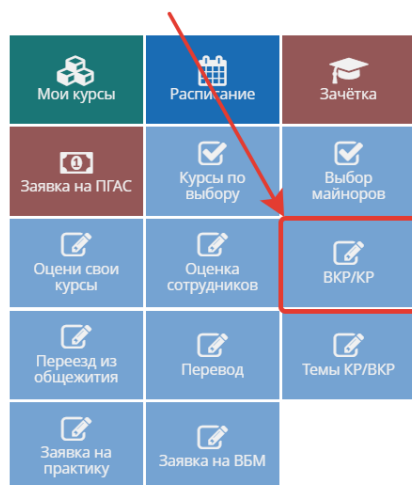 Мои курсы
Расписание
Зачётка
1
Заявка на ПГАС
Курсы по
выбору
Выбор
майноров
Оцени свои
курсы
Оценка
сотрудников
ВКР/КР
Переезд из
общежития
Перевод
Темы КР/ВКР
Заявка на
практику
Заявка на ВБМ